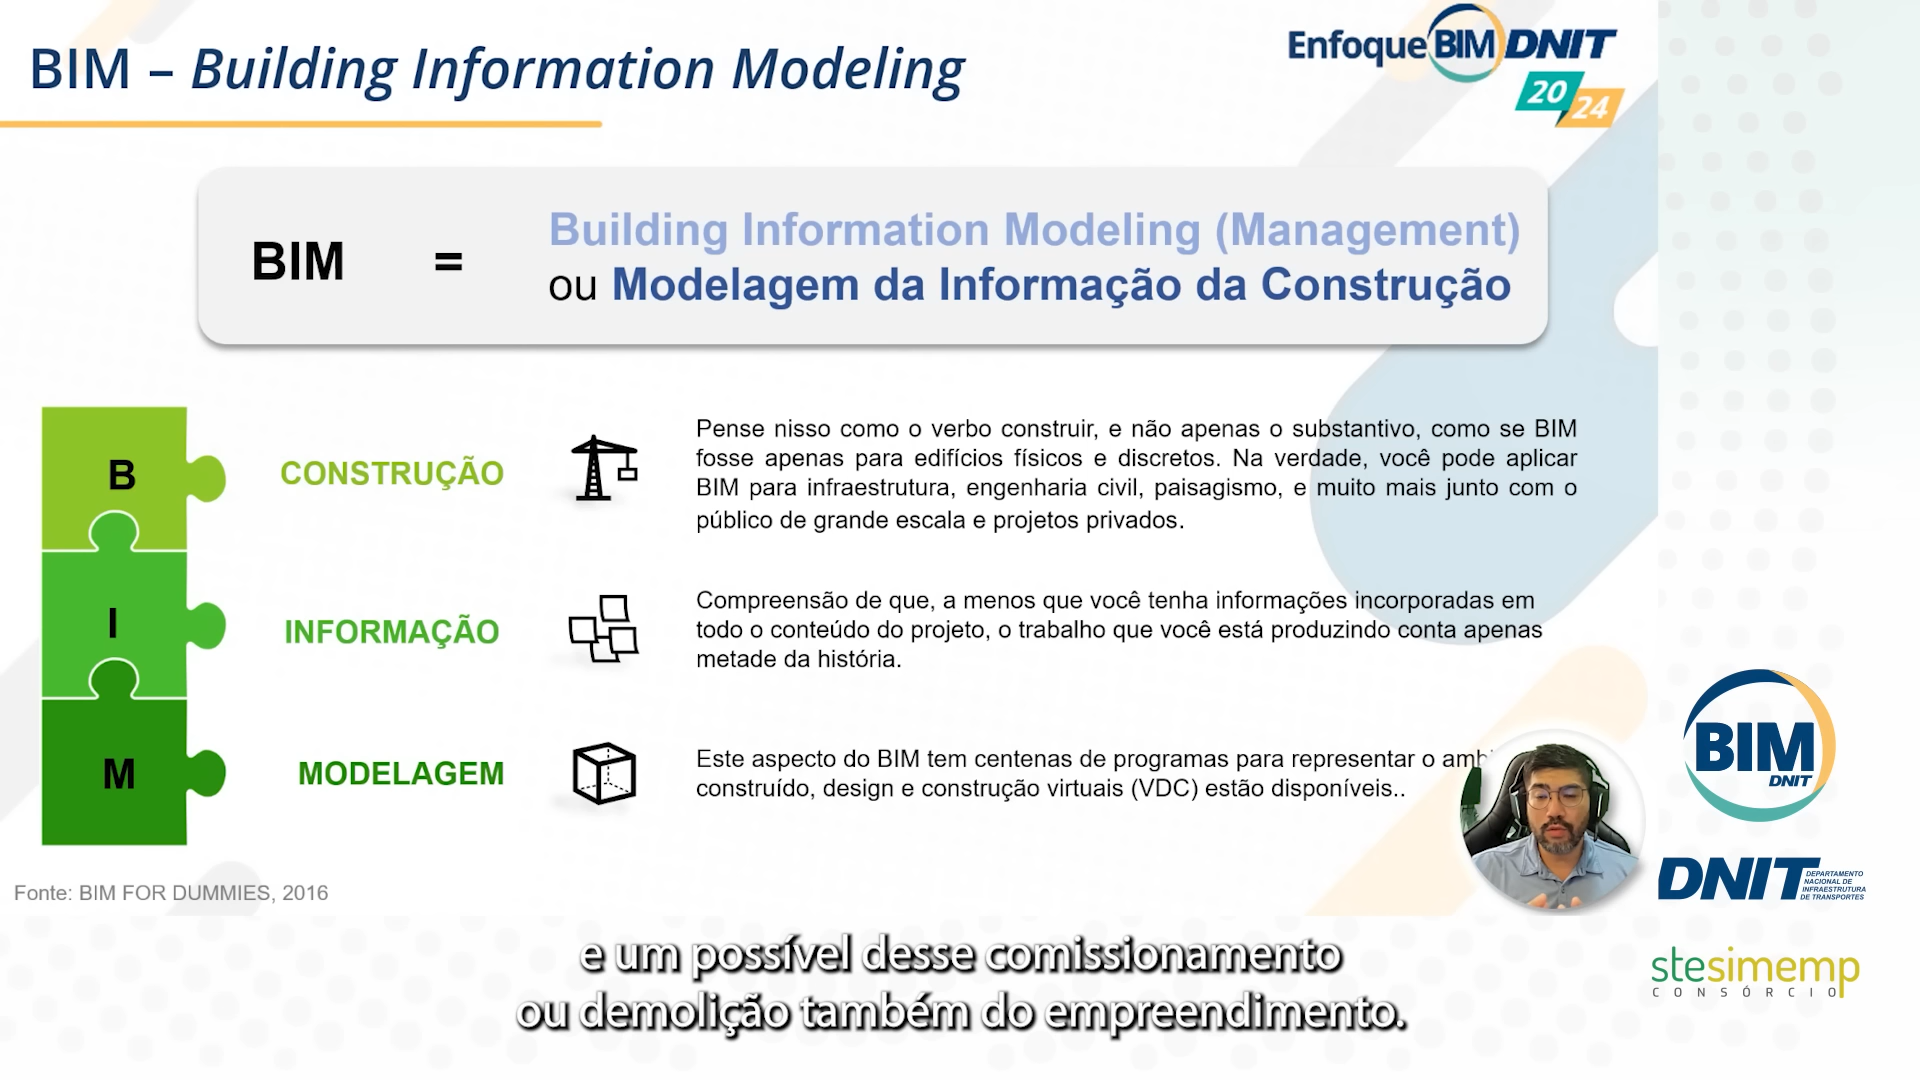 BIM – Building Information Modeling
Enfoque BIM DNIT
20 24
BIM = Building Information Modeling (Management)
ou Modelagem da Informação da Construção
B
CONSTRUÇÃO
Pense nisso como o verbo construir, e não apenas o substantivo, como se BIM
fosse apenas para edifícios físicos e discretos. Na verdade, você pode aplicar
BIM para infraestrutura, engenharia civil, paisagismo, e muito mais junto com o
público de grande escala e projetos privados.
I
INFORMAÇÃO
Compreensão de que, a menos que você tenha informações incorporadas em
todo o conteúdo do projeto, o trabalho que você está produzindo conta apenas
metade da história.
M
MODELAGEM
Este aspecto do BIM tem centenas de programas para representar o
construído, design e construção virtuais (VDC) estão disponíveis..
Fonte: BIM FOR DUMMIES, 2016
BIM
DNIT
DNIT
DEPARTAMENTO
NACIONAL DE
INFRAESTRUTURA
DE TRANSPORTES
stesimemp
CONSÓRCIO
e um possível desse comissionamento
ou demolição também do empreendimento.